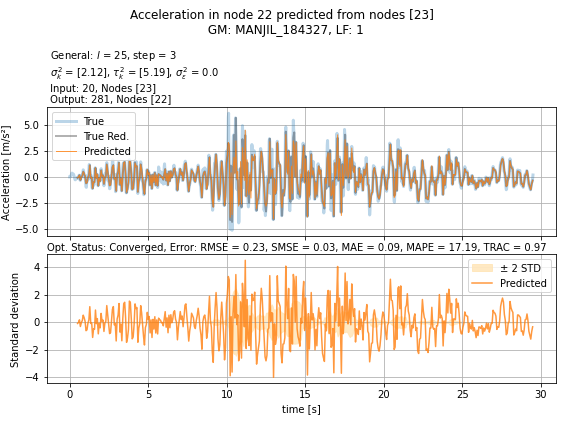 Acceleration in node 22 predicted from nodes [23]
GM: MANJIL_184327, LF: 1
General: l = 25, step = 3
σ²ₖ = [2.12], τ²ₖ = [5.19], σ²ε = 0.0
Input: 20, Nodes [23]
Output: 281, Nodes [22]
Acceleration [m/s²]
5.0
2.5
0.0
−2.5
−5.0
True
True Red.
Predicted
Opt. Status: Converged, Error: RMSE = 0.23, SMSE = 0.03, MAE = 0.09, MAPE = 17.19, TRAC = 0.97
Standard deviation
4
2
0
−2
−4
± 2 STD
Predicted
0 5 10 15 20 25 30
time [s]